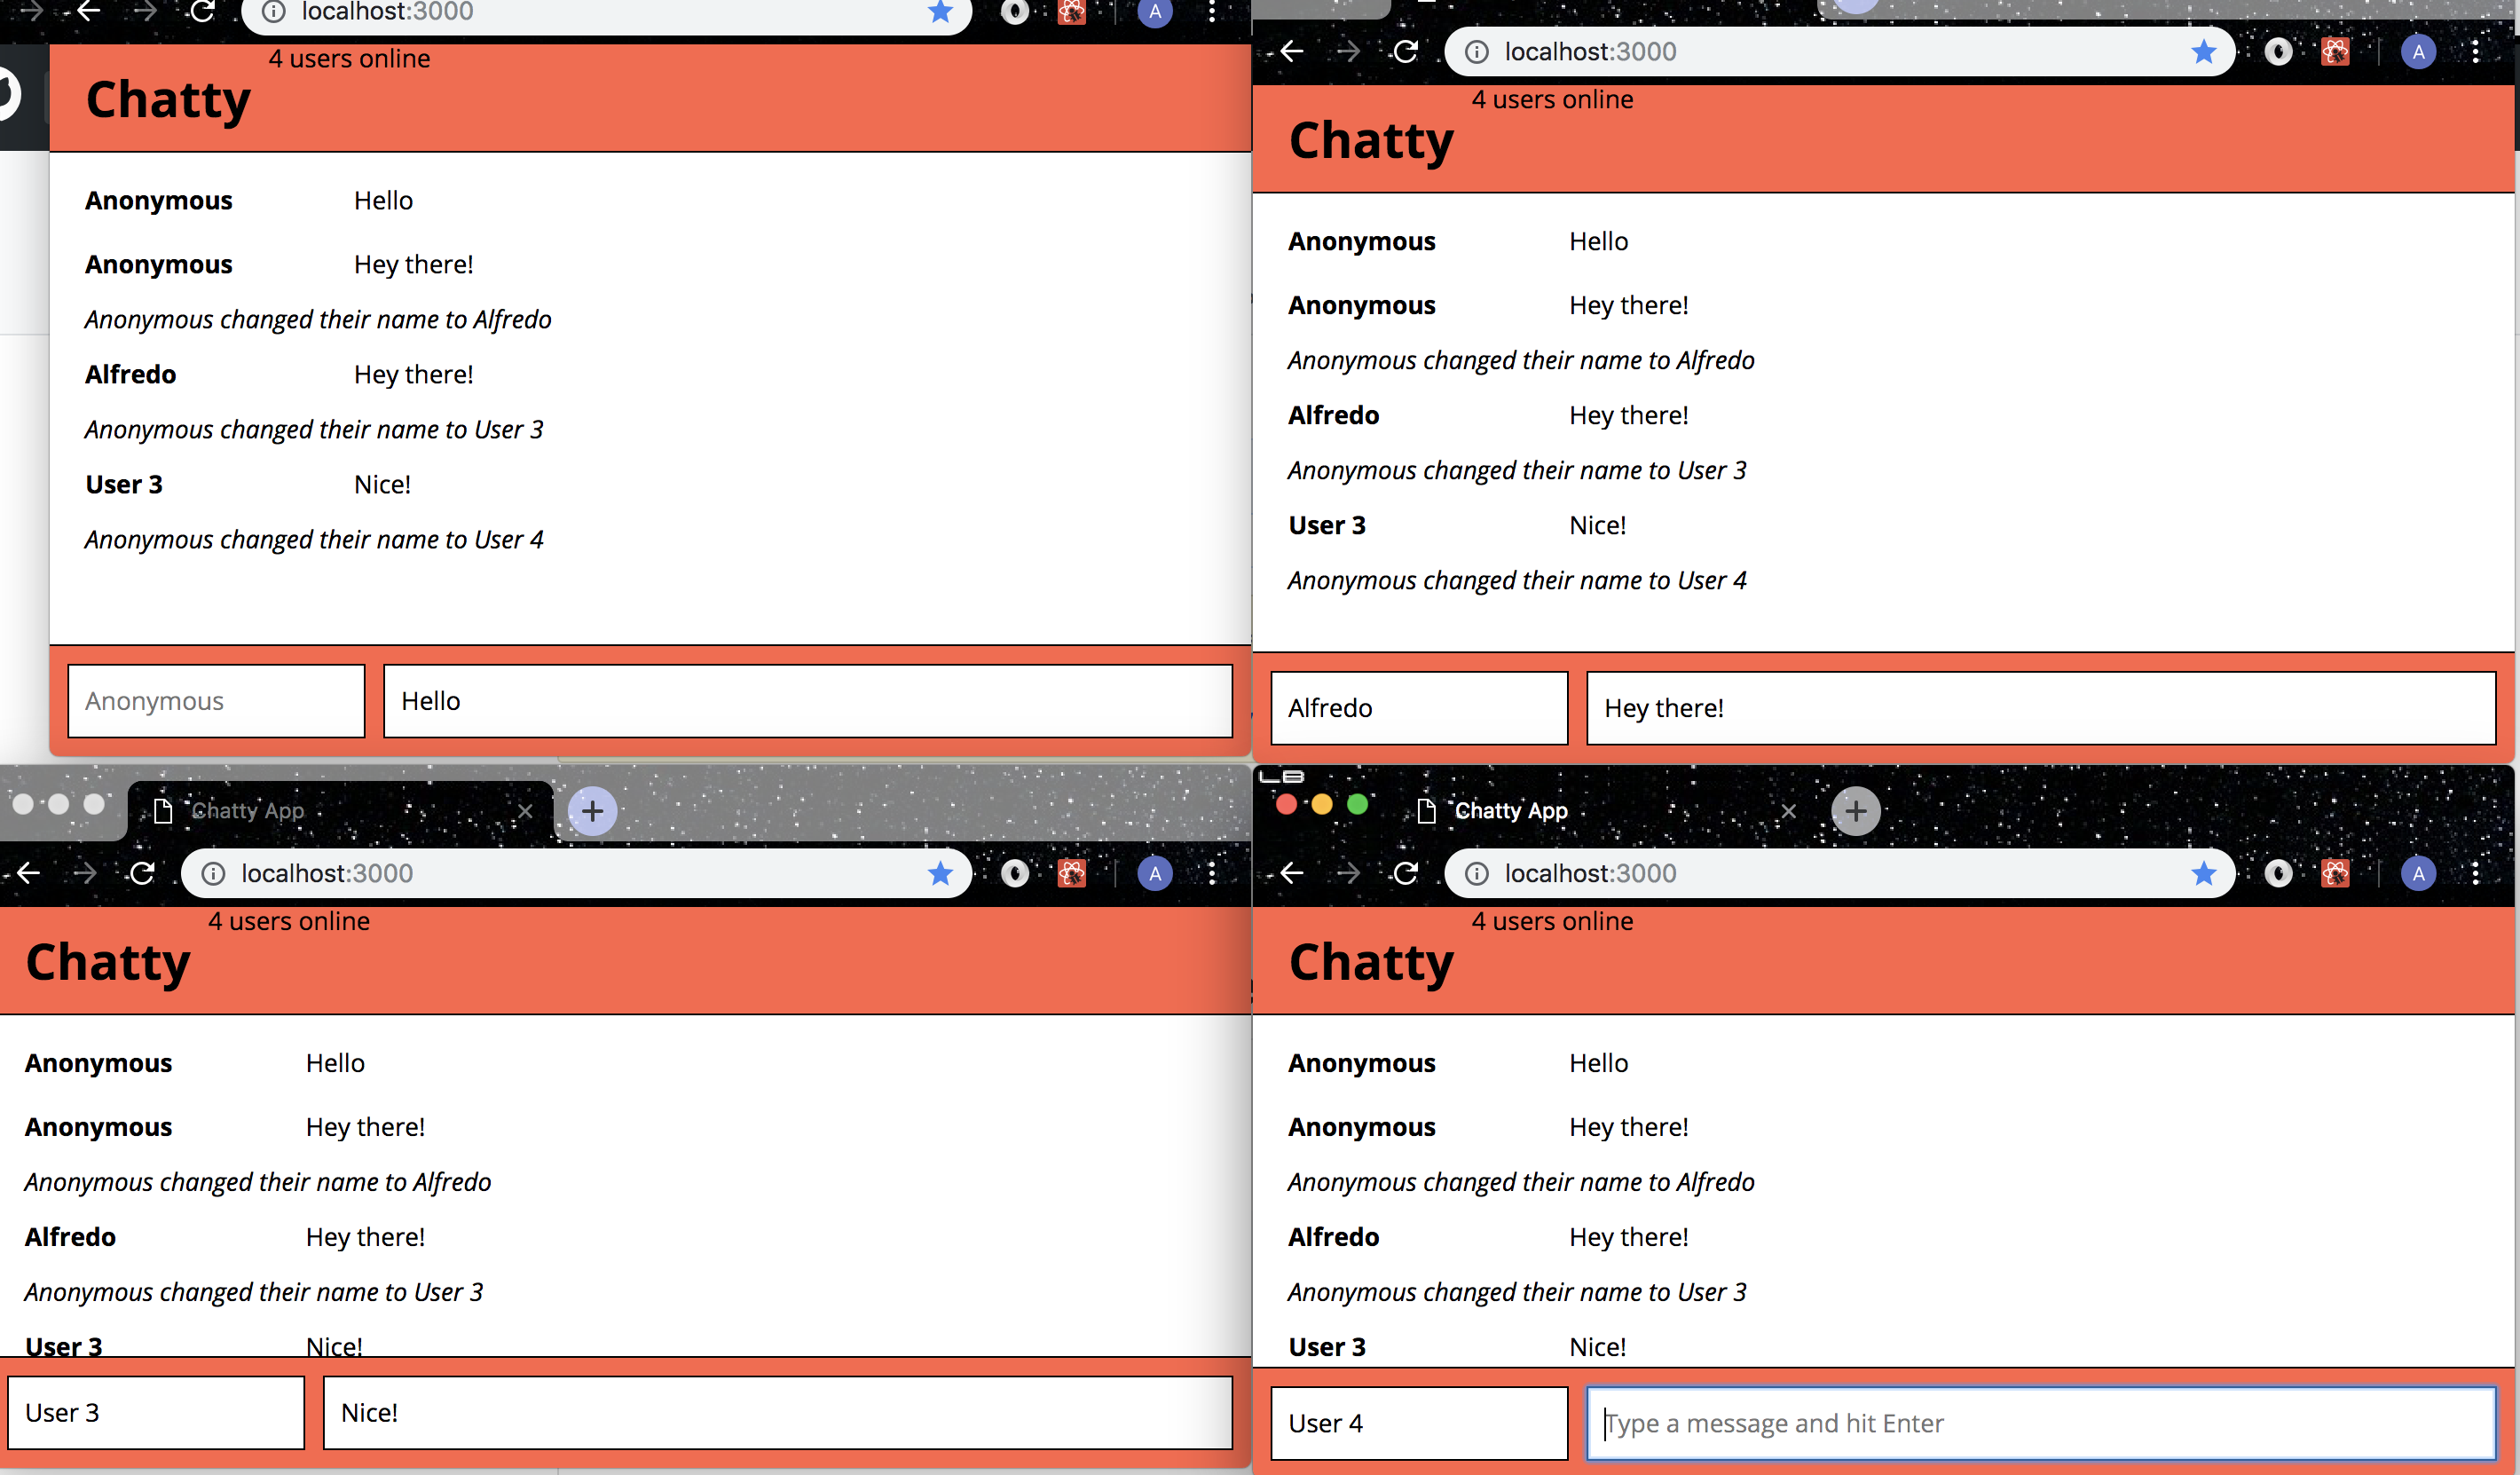 localhost:3000
A
4 users online
Chatty
Anonymous Hello
Anonymous Hey there!
Anonymous changed their name to Alfredo
Alfredo Hey there!
Anonymous changed their name to User 3
User 3 Nice!
Anonymous changed their name to User 4
Anonymous Hello
localhost:3000
A
4 users online
Chatty
Anonymous Hello
Anonymous Hey there!
Anonymous changed their name to Alfredo
Alfredo Hey there!
Anonymous changed their name to User 3
User 3 Nice!
Anonymous changed their name to User 4
Alfredo Hey there!
Chatty App
localhost:3000
A
4 users online
Chatty
Anonymous Hello
Anonymous Hey there!
Anonymous changed their name to Alfredo
Alfredo Hey there!
Anonymous changed their name to User 3
User 3 Nice!
User 3 Nice!
Chatty App
localhost:3000
A
4 users online
Chatty
Anonymous Hello
Anonymous Hey there!
Anonymous changed their name to Alfredo
Alfredo Hey there!
Anonymous changed their name to User 3
User 3 Nice!
User 4 Type a message and hit Enter